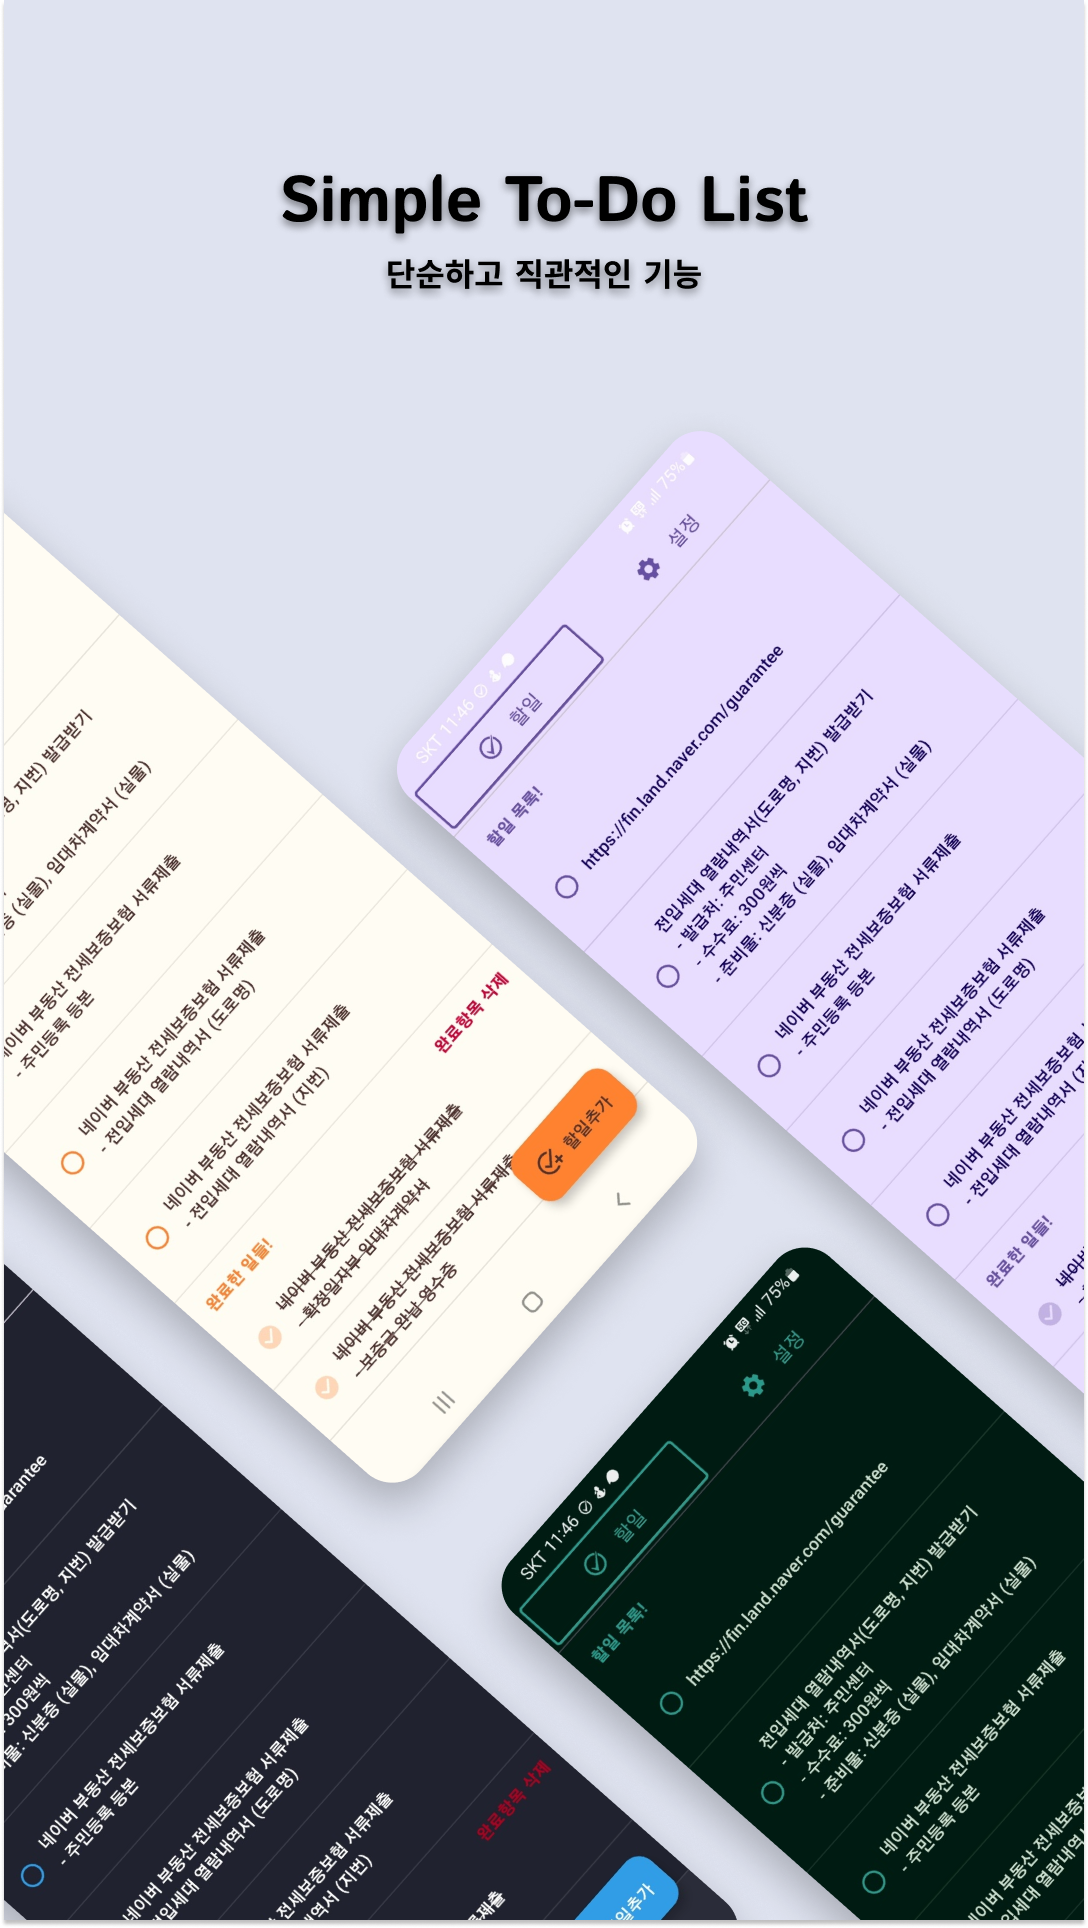 Simple To-Do List
단순하고 직관적인 기능
SKT 11:46
75%
할일
설정
할일 목록!
https://fin.land.naver.com/guarantee
전입세대 열람내역서(도로명, 지번) 발급받기
- 발급처: 주민센터
- 수수료: 300원씩
- 준비물: 신분증 (실물), 임대차계약서 (실물)
네이버 부동산 전세보증보험 서류제출
- 주민등록 등본
네이버 부동산 전세보증보험 서류제출
- 전입세대 열람내역서 (도로명)
네이버 부동산 전세보증보험
- 전입세대 열람내역서
완료한 일들!
지번) 발급받기
(실물), 임대차계약서 (실물)
네이버 부동산 전세보증보험 서류제출
- 주민등록 등본
네이버 부동산 전세보증보험 서류제출
- 전입세대 열람내역서 (도로명)
네이버 부동산 전세보증보험 서류제출
- 전입세대 열람내역서 (지번)
완료한 일들!
완료항목 삭제
네이버 부동산 전세보증보험 서류제출
- 확정일자부 임대차계약서
네이버 부동산 전세보증보험 서류제출
- 보증금 완납 영수증
할일추가
SKT 11:46
5G
75%
할일
설정
할일 목록!
https://fin.land.naver.com/guarantee
전입세대 열람내역서(도로명, 지번) 발급받기
- 발급처: 주민센터
- 수수료: 300원씩
- 준비물: 신분증 (실물), 임대차계약서 (실물)
네이버 부동산 전세보증보험 서류제출
- 주민등록 등본
네이버 부동산 전세보증보험
전입세대 열람내역서
arantee
서(도로명, 지번) 발급받기
센터
300원씩
비물: 신분증 (실물), 임대차계약서 (실물)
네이버 부동산 전세보증보험 서류제출
- 주민등록 등본
네이버 부동산 전세보증보험 서류제출
전입세대 열람내역서 (도로명)
전세보증보험 서류제출
역서 (지번)
완료항목 삭제
서류제출
일추가